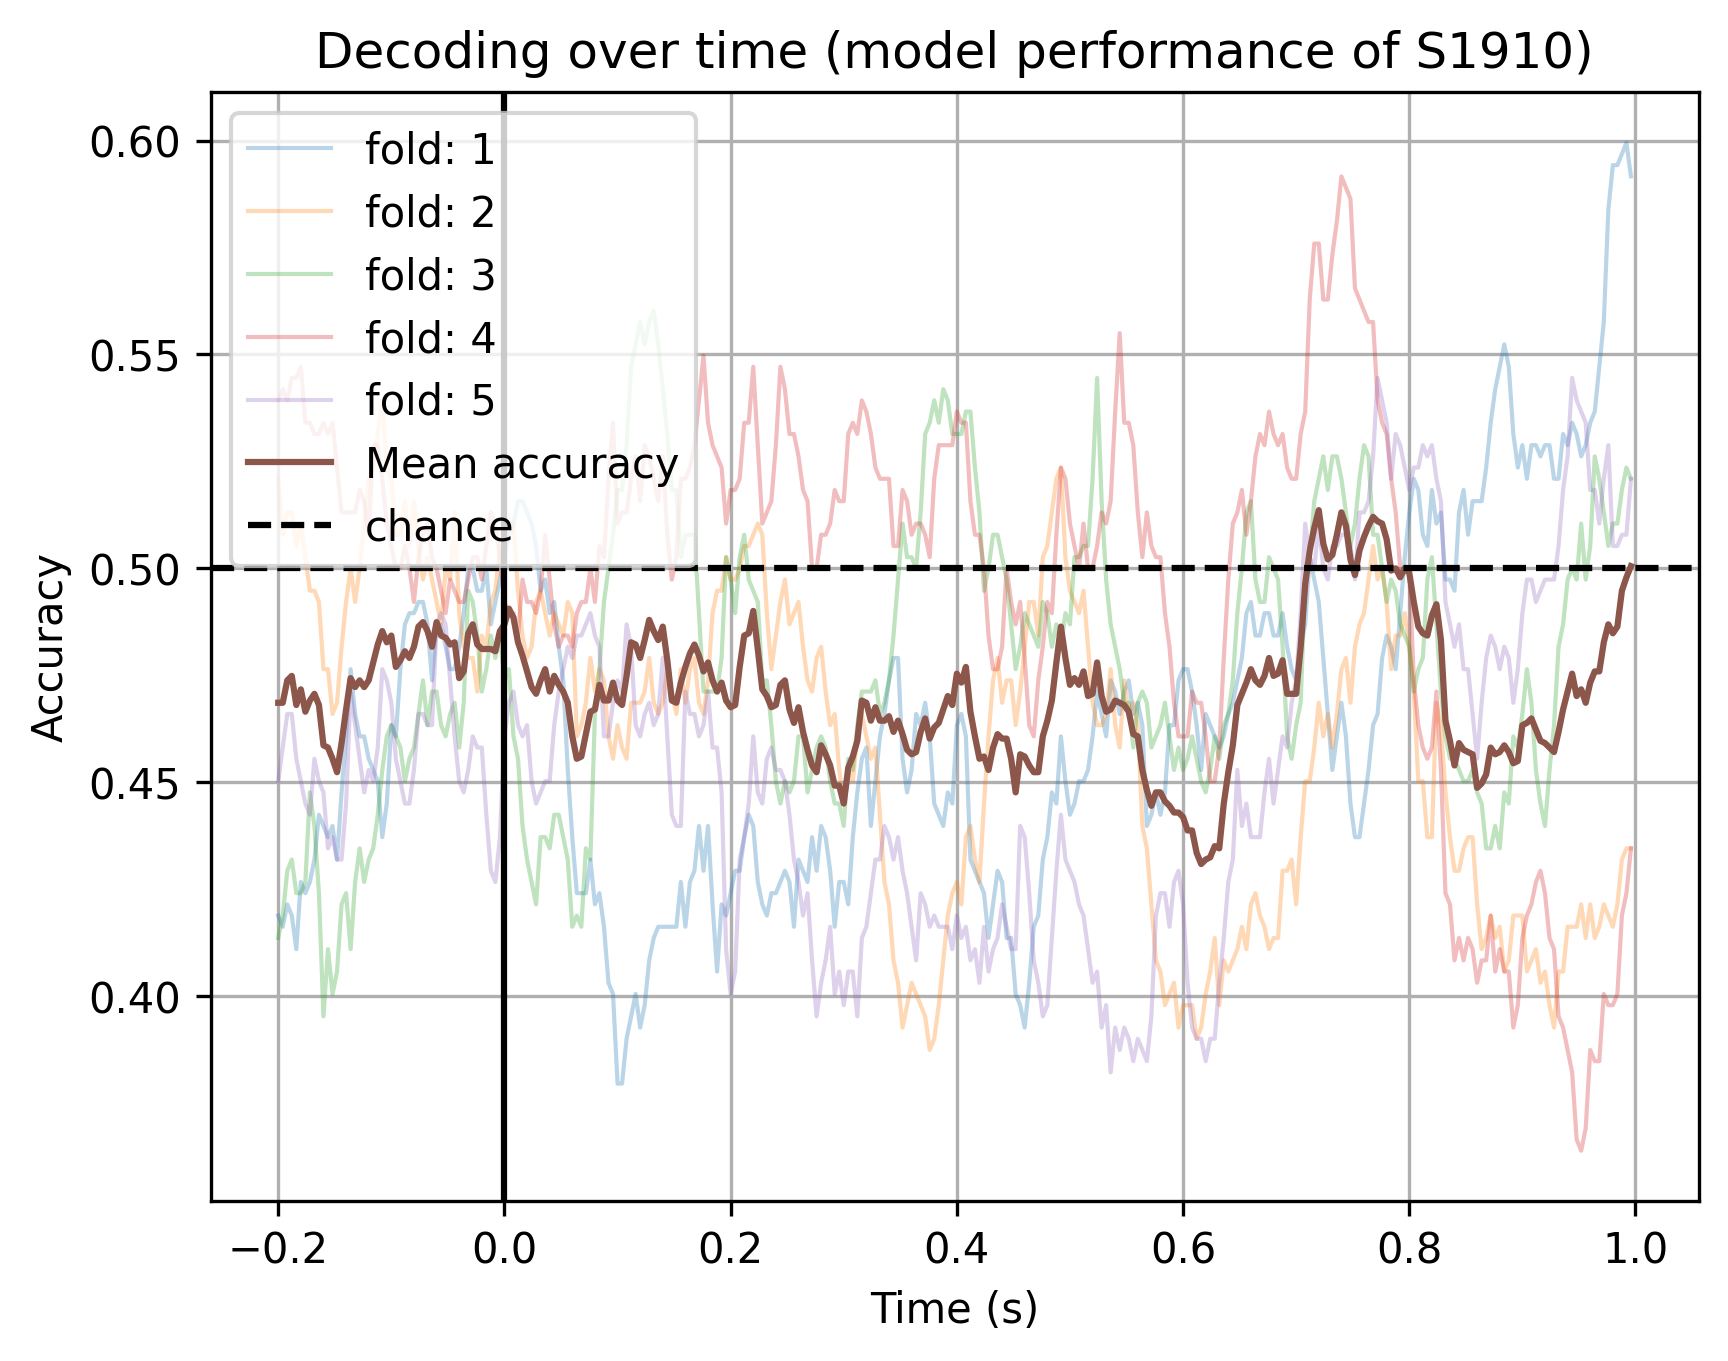 Decoding over time (model performance of S1910)
Accuracy
0.60
0.55
0.50
0.45
0.40
fold: 1
fold: 2
fold: 3
fold: 4
fold: 5
Mean accuracy
chance
−0.2
0.0
0.2
0.4
0.6
0.8
1.0
Time (s)